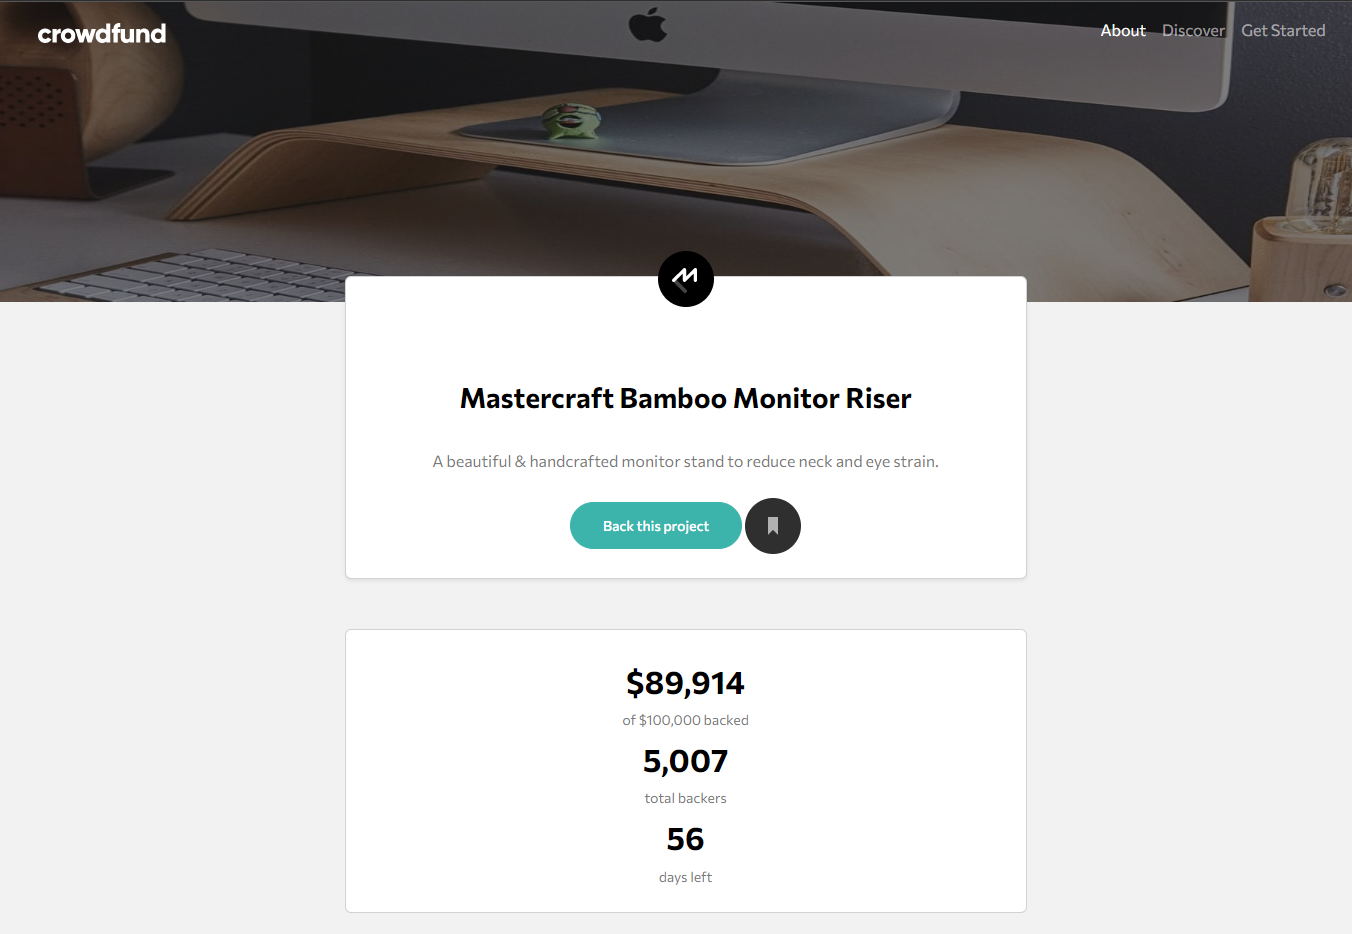 crowdfund
About Discover Get Started
Mastercraft Bamboo Monitor Riser
A beautiful & handcrafted monitor stand to reduce neck and eye strain.
Back this project
$89,914
of $100,000 backed
5,007
total backers
56
days left